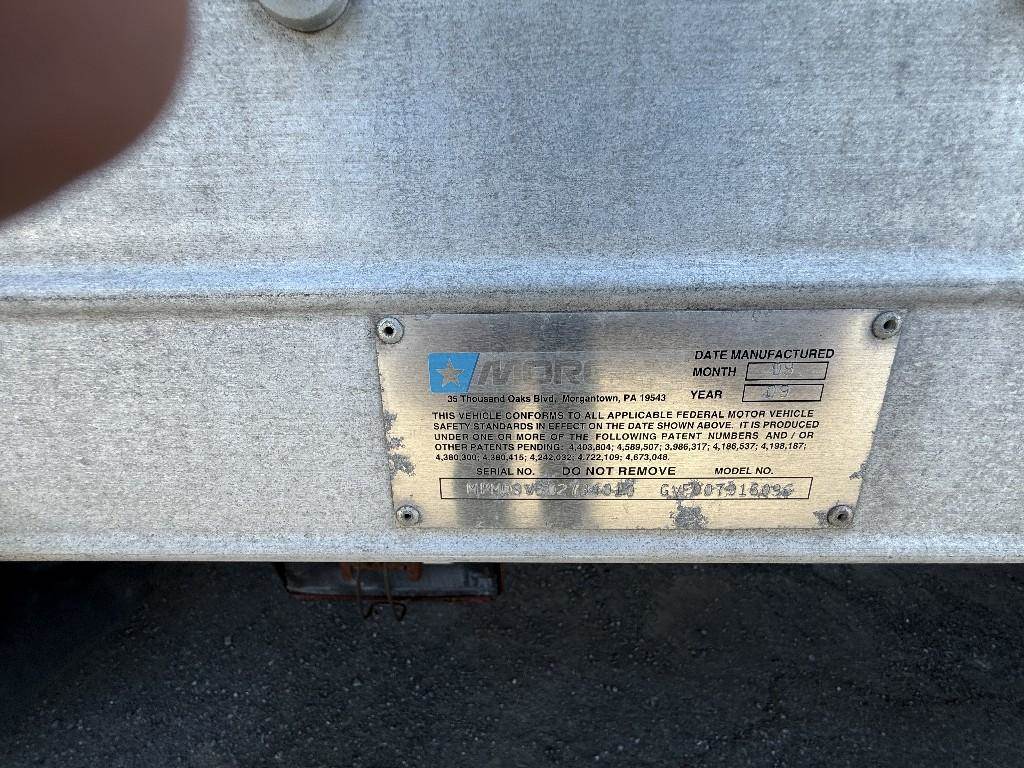 MORG
DATE MANUFACTURED
MONTH 09
YEAR 09
35 Thousand Oaks Blvd, Morgantown, PA 19543
THIS VEHICLE CONFORMS TO ALL APPLICABLE FEDERAL MOTOR VEHICLE
SAFETY STANDARDS IN EFFECT ON THE DATE SHOWN ABOVE. IT IS PRODUCED
UNDER ONE OR MORE OF THE FOLLOWING PATENT NUMBERS AND / OR
OTHER PATENTS PENDING; 4,403,804; 4,589,507; 3,986,317; 4,186,537; 4,198,187;
4,380,300; 4,380,415; 4,242,032; 4,722,109; 4,673,048.
SERIAL NO. DO NOT REMOVE MODEL NO.